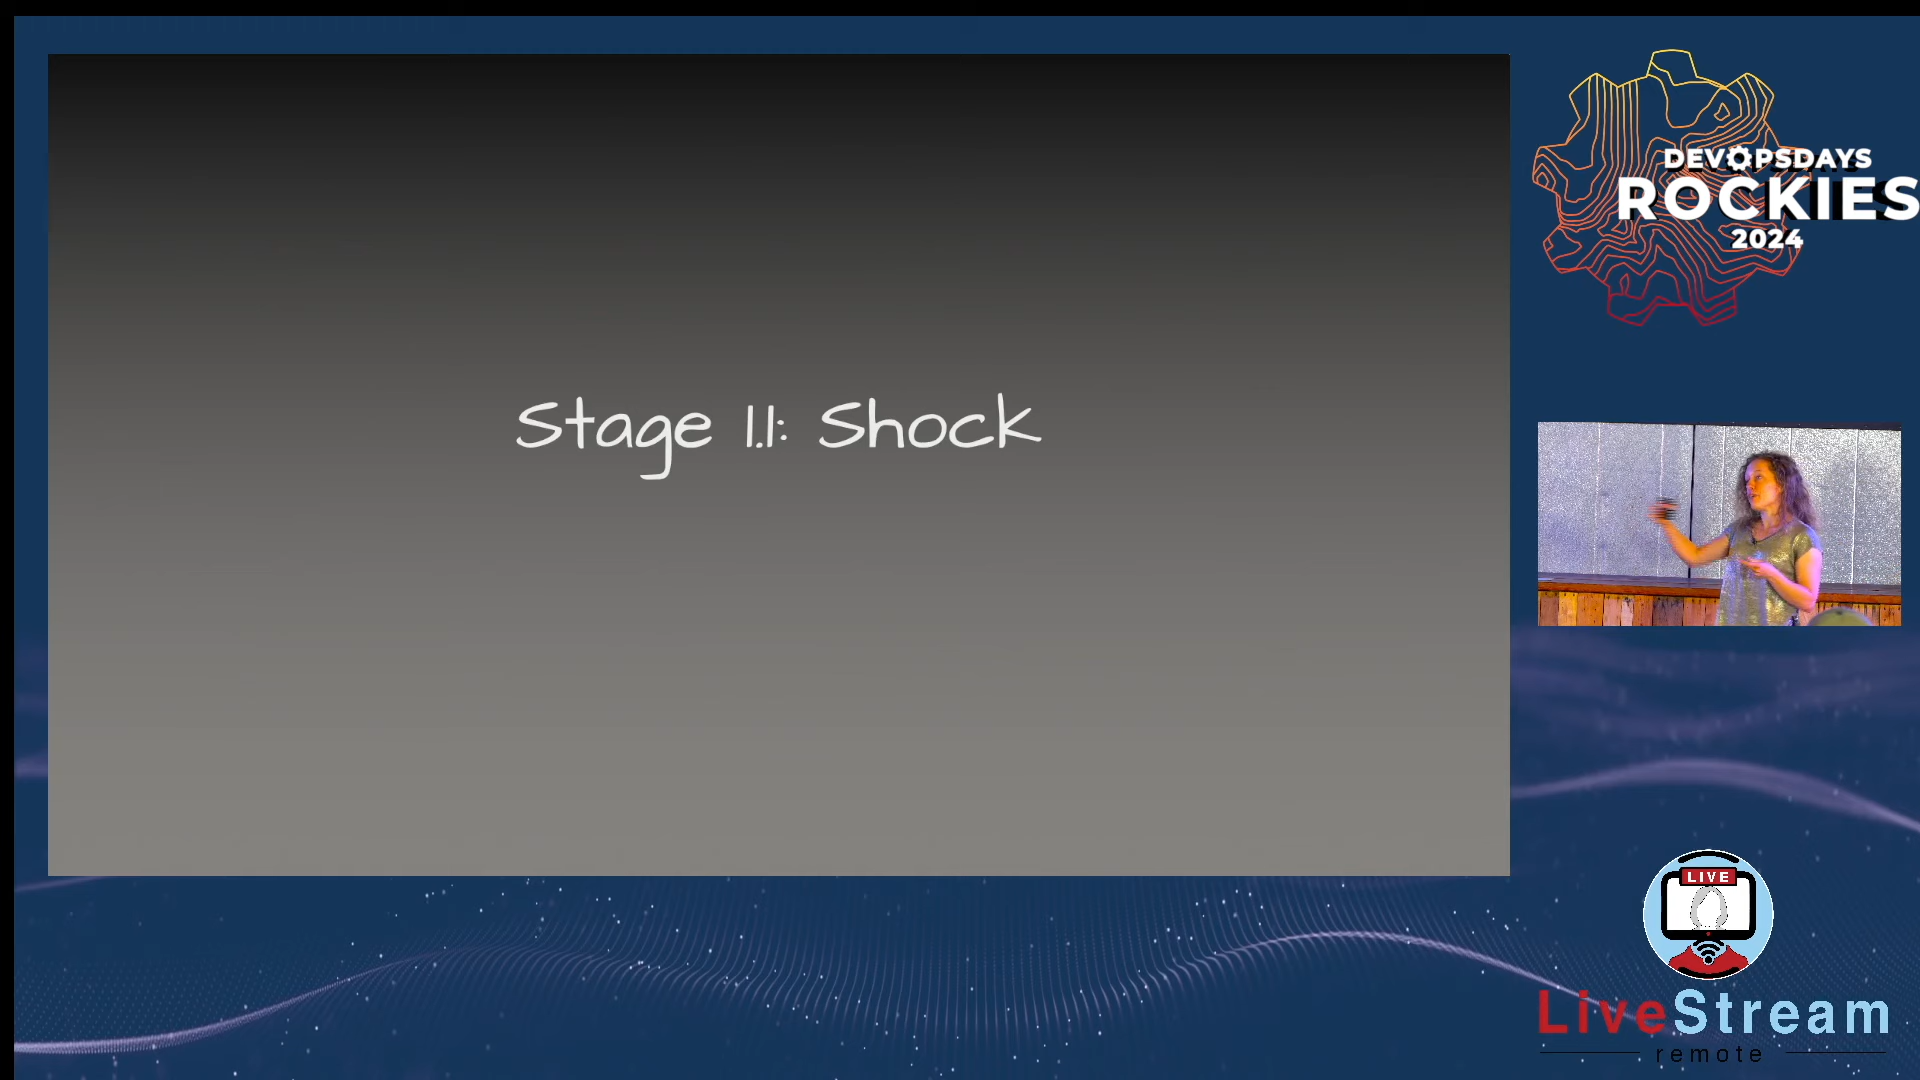 Stage 1.1: Shock
DEVOPSDAYS
ROCKIES
2024
LIVE
LiveStream
remote